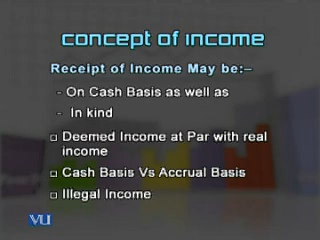 concept of income
Receipt of Income May be:–
- On Cash Basis as well as
- In kind
□ Deemed Income at Par with real
income
□ Cash Basis Vs Accrual Basis
□ Illegal Income
VU